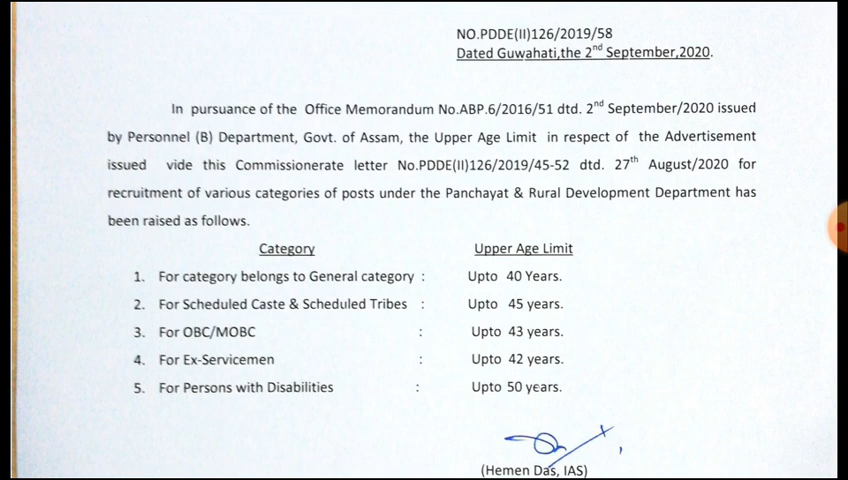 NO.PDDE(II)126/2019/58
Dated Guwahati,the 2nd September,2020.
In pursuance of the Office Memorandum No.ABP.6/2016/51 dtd. 2nd September/2020 issued
by Personnel (B) Department, Govt. of Assam, the Upper Age Limit in respect of the Advertisement
issued vide this Commissionerate letter No.PDDE(II)126/2019/45-52 dtd. 27th August/2020 for
recruitment of various categories of posts under the Panchayat & Rural Development Department has
been raised as follows.
Category Upper Age Limit
1. For category belongs to General category : Upto 40 Years.
2. For Scheduled Caste & Scheduled Tribes : Upto 45 years.
3. For OBC/MOBC : Upto 43 years.
4. For Ex-Servicemen : Upto 42 years.
5. For Persons with Disabilities : Upto 50 years.
(Hemen Das, IAS)